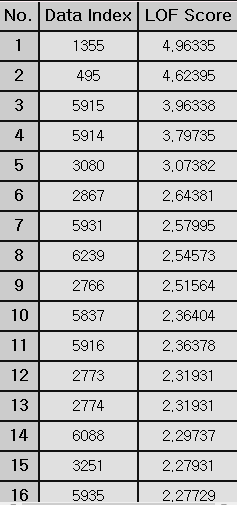 No. Data Index LOF Score
1 1355 4,96335
2 495 4,62395
3 5915 3,96338
4 5914 3,79735
5 3080 3,07382
6 2867 2,64381
7 5931 2,57995
8 6239 2,54573
9 2766 2,51564
10 5837 2,36404
11 5916 2,36378
12 2773 2,31931
13 2774 2,31931
14 6088 2,29737
15 3251 2,27931
16 5935 2,27729